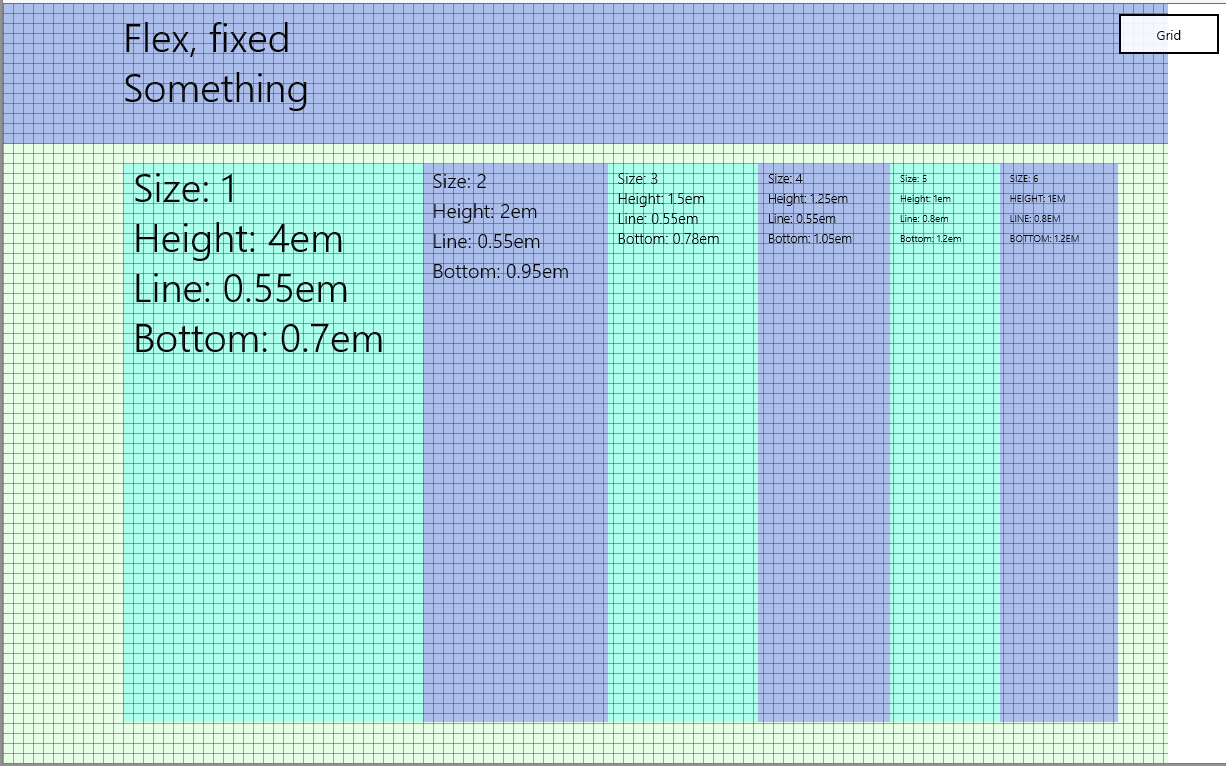 Flex, fixed
Something
Grid
Size: 1
Height: 4em
Line: 0.55em
Bottom: 0.7em
Size: 2
Height: 2em
Line: 0.55em
Bottom: 0.95em
Size: 3
Height: 1.5em
Line: 0.55em
Bottom: 0.78em
Size: 4
Height: 1.25em
Line: 0.55em
Bottom: 1.05em
Size: 5
Height: 1em
Line: 0.8em
Bottom: 1.2em
SIZE: 6
HEIGHT: 1EM
LINE: 0.8EM
BOTTOM: 1.2EM